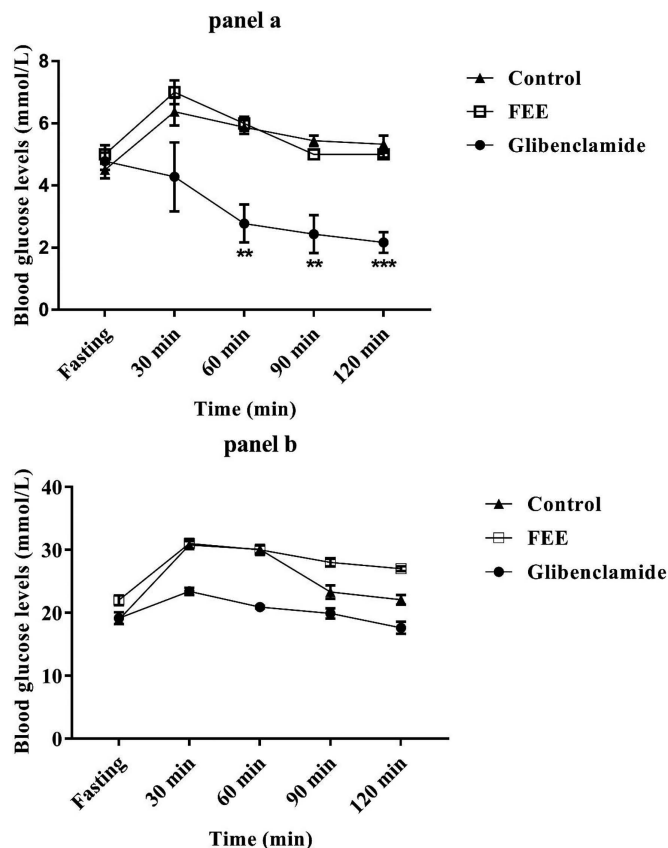 panel a
Blood glucose levels (mmol/L)
8
6
4
2
0
**
**
***
Fasting
30 min
60 min
90 min
120 min
Time (min)
Control
FEE
Glibenclamide
panel b
Blood glucose levels (mmol/L)
40
30
20
10
0
Fasting
30 min
60 min
90 min
120 min
Time (min)
Control
FEE
Glibenclamide